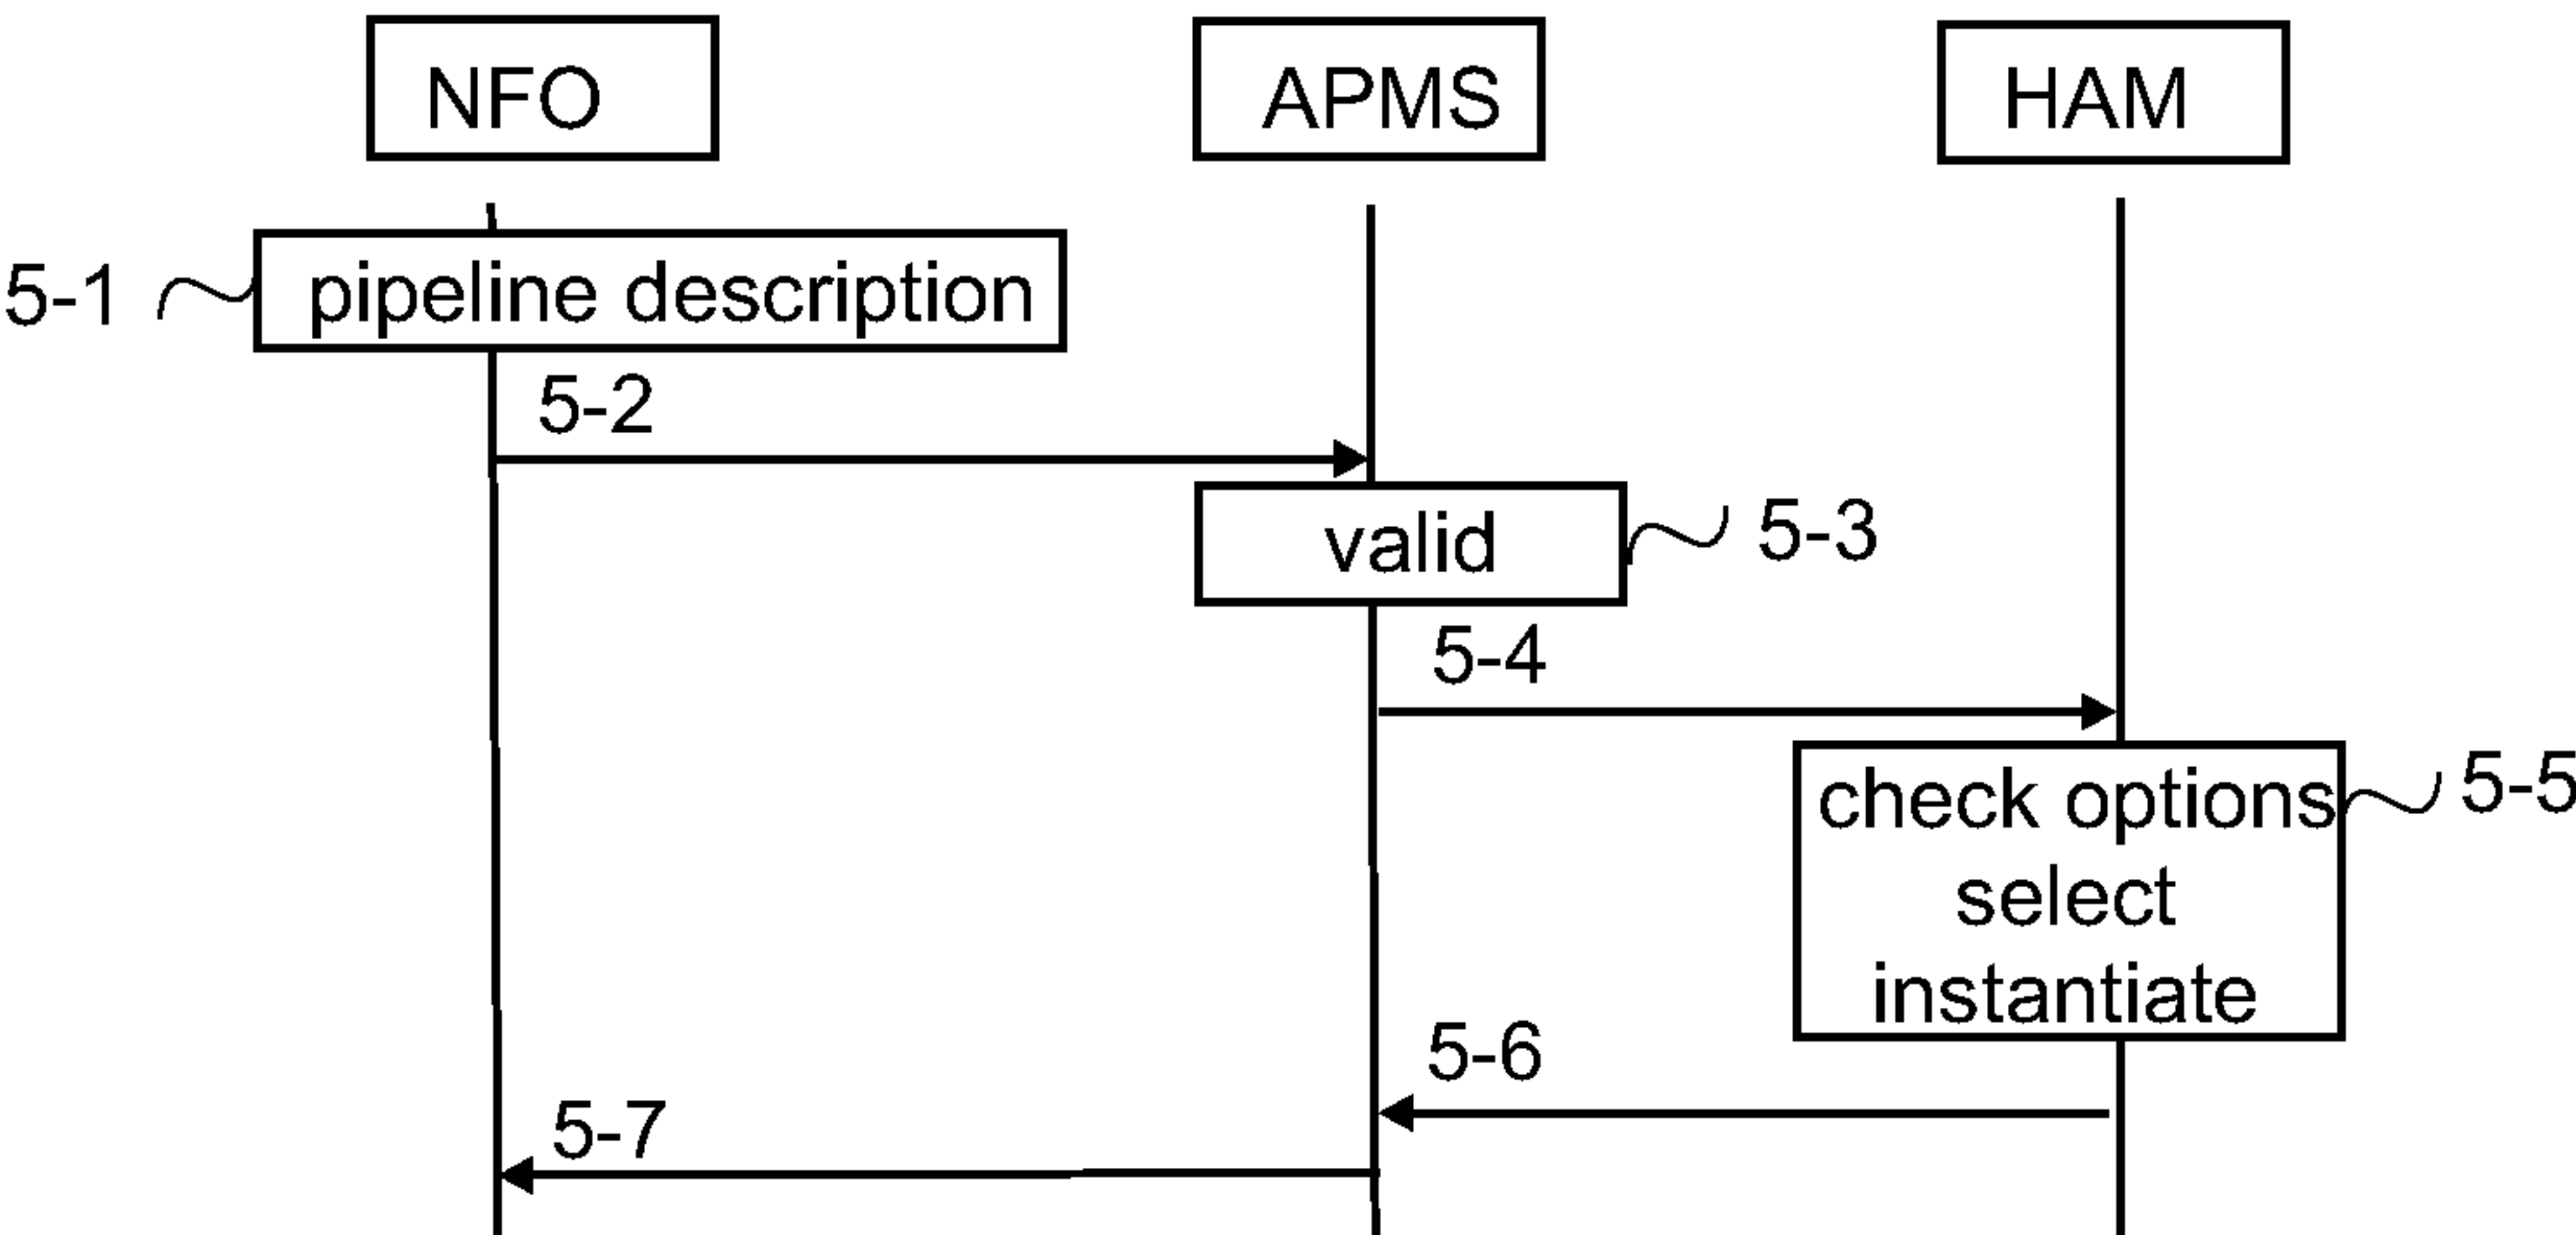 NFO
APMS
HAM
5-1
pipeline description
5-2
valid
5-3
5-4
check options
5-5
select
instantiate
5-6
5-7